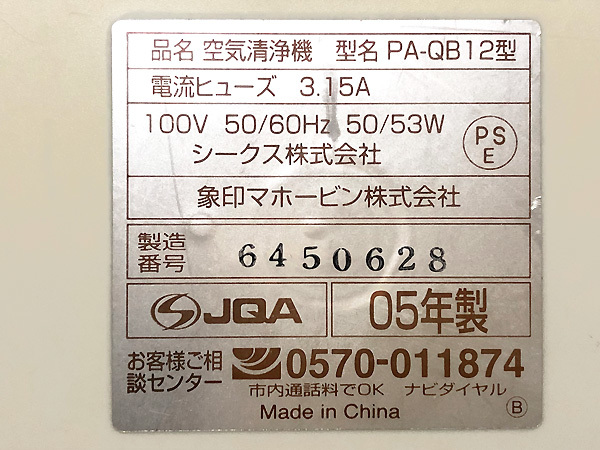 品名 空気清浄機 型名 PA-QB12型
電流ヒューズ 3.15A
100V 50/60Hz 50/53W
シークス株式会社
PS
E
象印マホービン株式会社
製造
番号
6450628
JQA
05年製
お客様ご相
談センター
0570-011874
市内通話料でOK ナビダイヤル
Made in China
B